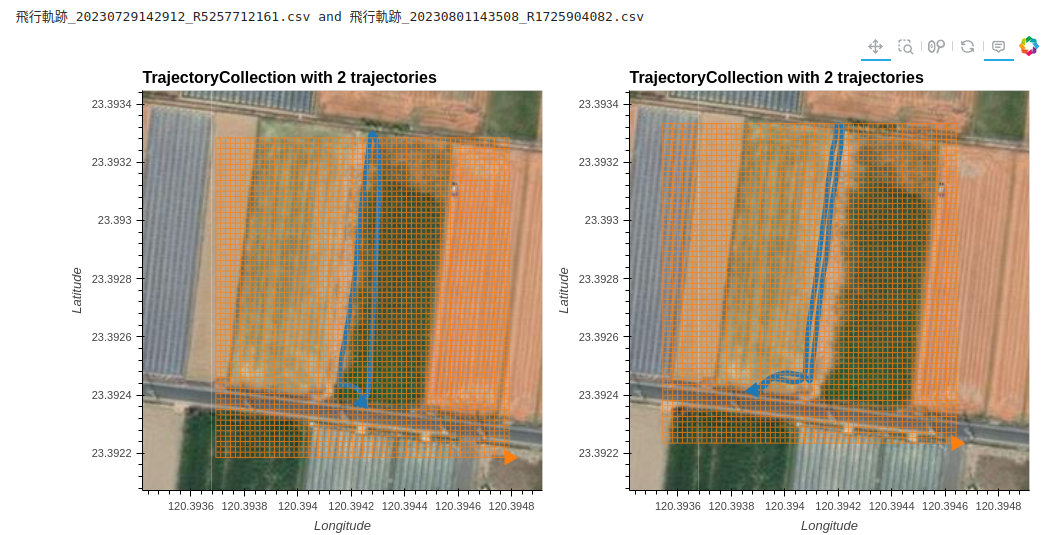 飛行軌跡_20230729142912_R5257712161.csv and 飛行軌跡_20230801143508_R1725904082.csv
TrajectoryCollection with 2 trajectories
23.3934
23.3932
23.393
23.3928
23.3926
23.3924
23.3922
Latitude
120.3936 120.3938 120.394 120.3942 120.3944 120.3946 120.3948
Longitude
TrajectoryCollection with 2 trajectories
23.3934
23.3932
23.393
23.3928
23.3926
23.3924
23.3922
Latitude
120.3936 120.3938 120.394 120.3942 120.3944 120.3946 120.3948
Longitude